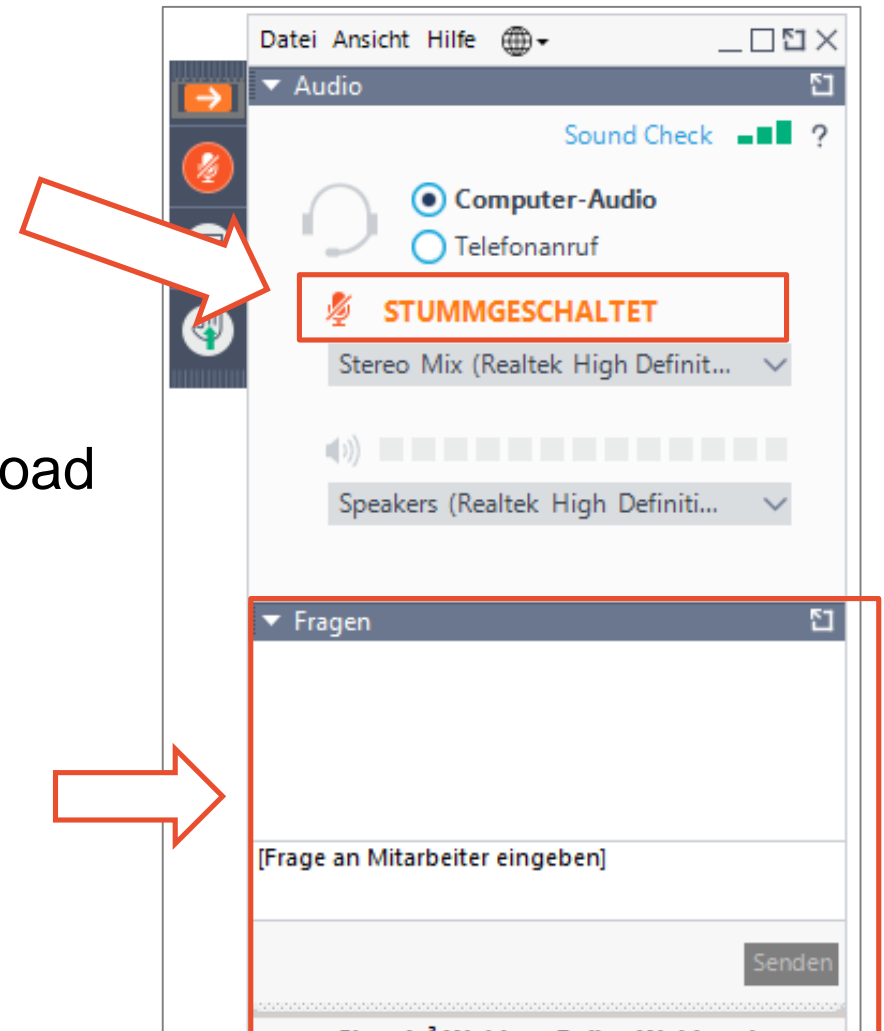 Datei Ansicht Hilfe
Audio
Sound Check ?
Computer-Audio
Telefonanruf
STUMMGESCHALTET
Stereo Mix (Realtek High Definit...
oad
Speakers (Realtek High Definiti...
Fragen
[Frage an Mitarbeiter eingeben]
Senden